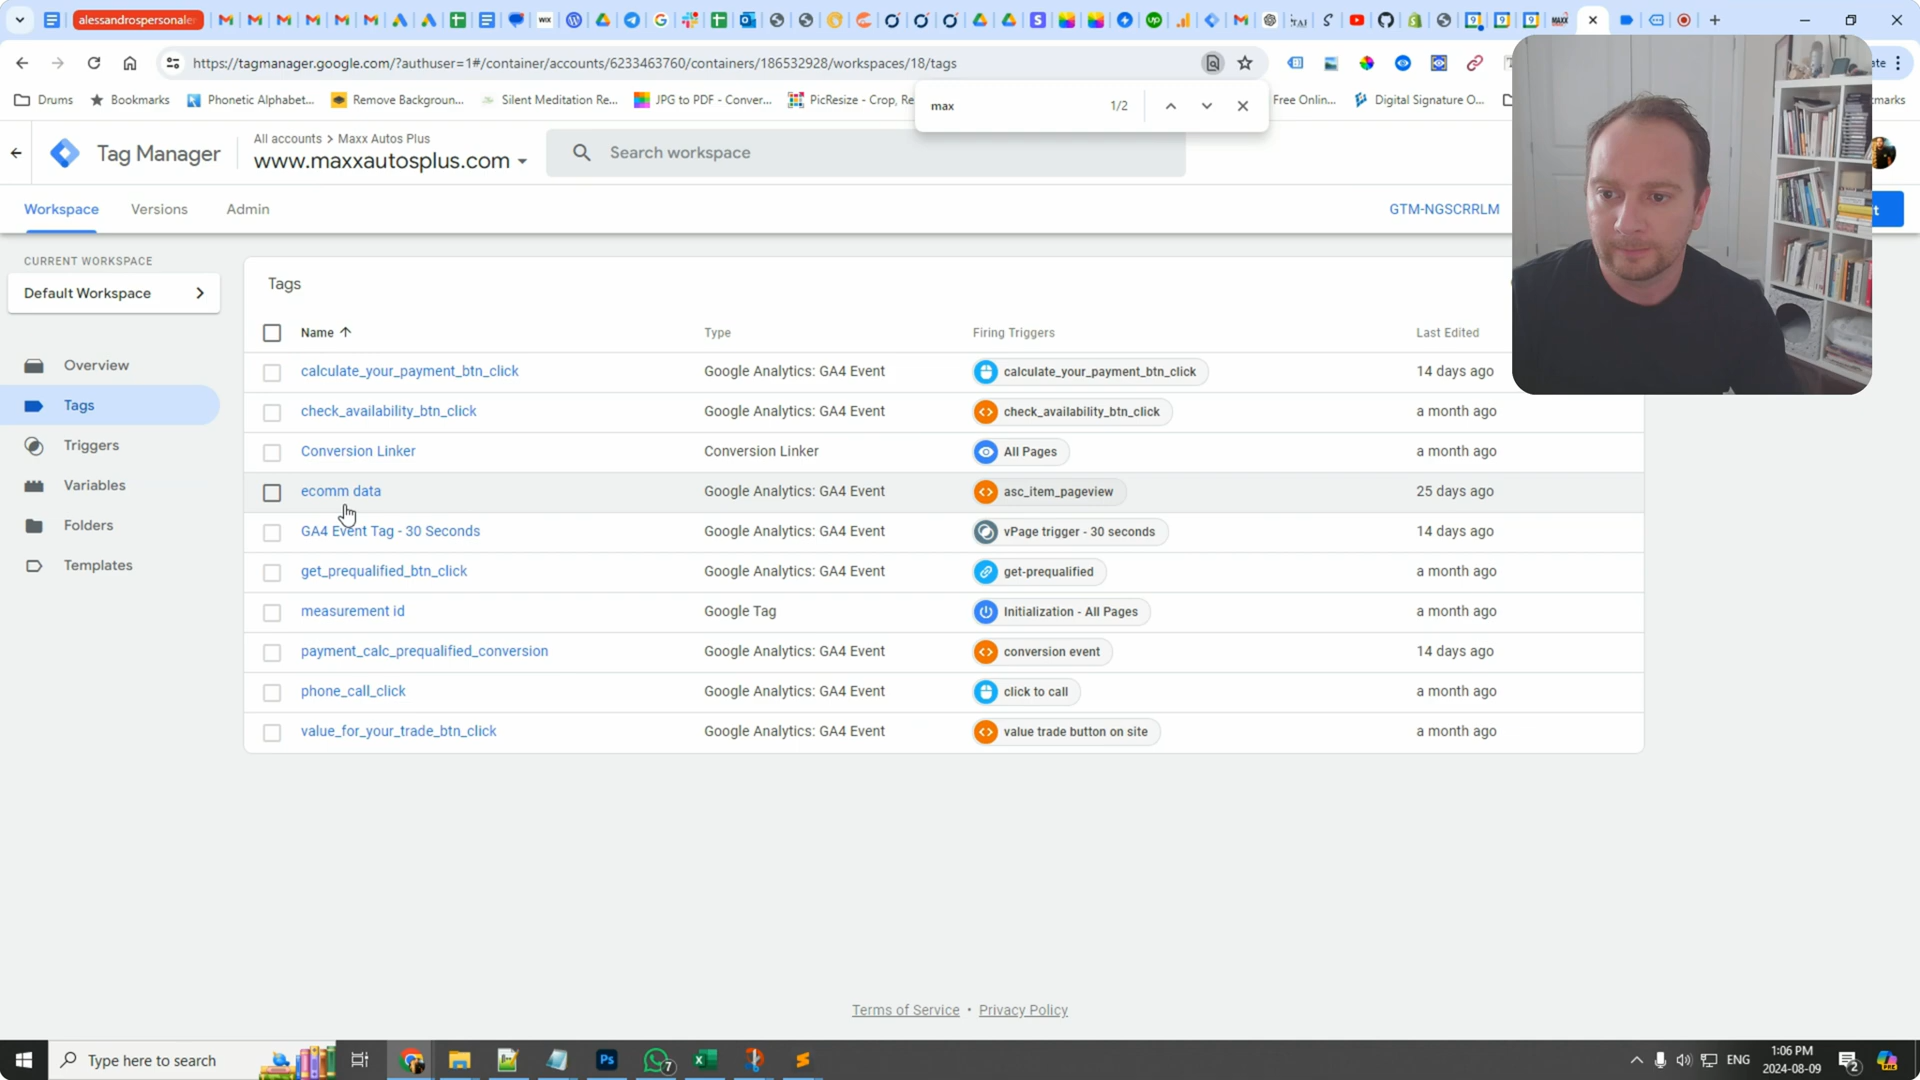 alessandrospersonale
https://tagmanager.google.com/?authuser=1#/container/accounts/6233463760/containers/186532928/workspaces/18/tags
Drums
Bookmarks
Phonetic Alphabet...
Remove Backgroun...
Silent Meditation Re...
JPG to PDF - Conver...
PicResize - Crop, Re
Free Onlin...
Digital Signature O...
max 1/2
All accounts > Maxx Autos Plus
Tag Manager
www.maxxautosplus.com
Search workspace
Workspace
Versions
Admin
GTM-NGSCRRLM
CURRENT WORKSPACE
Default Workspace
Overview
Tags
Triggers
Variables
Folders
Templates
Tags
Name Type Firing Triggers Last Edited
calculate_your_payment_btn_click Google Analytics: GA4 Event calculate_your_payment_btn_click 14 days ago
check_availability_btn_click Google Analytics: GA4 Event check_availability_btn_click a month ago
Conversion Linker Conversion Linker All Pages a month ago
ecomm data Google Analytics: GA4 Event asc_item_pageview 25 days ago
GA4 Event Tag - 30 Seconds Google Analytics: GA4 Event vPage trigger - 30 seconds 14 days ago
get_prequalified_btn_click Google Analytics: GA4 Event get-prequalified a month ago
measurement id Google Tag Initialization - All Pages a month ago
payment_calc_prequalified_conversion Google Analytics: GA4 Event conversion event 14 days ago
phone_call_click Google Analytics: GA4 Event click to call a month ago
value_for_your_trade_btn_click Google Analytics: GA4 Event value trade button on site a month ago
Terms of Service • Privacy Policy
Type here to search
ENG
1:06 PM
2024-08-09